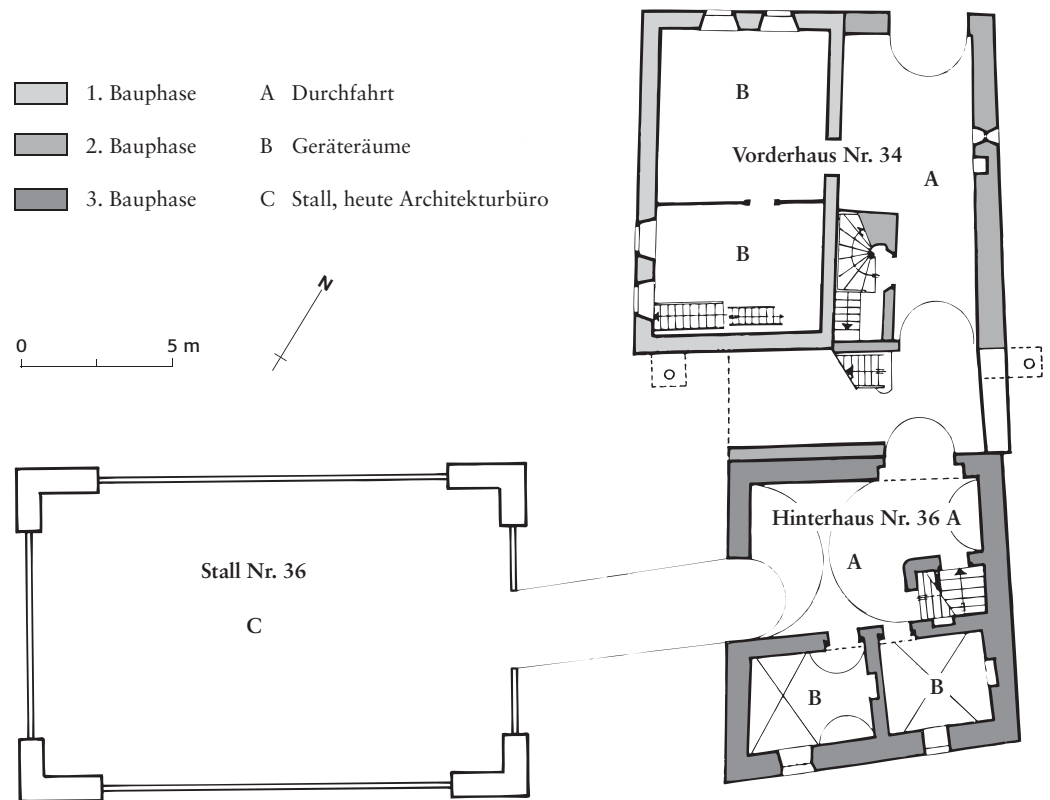 1. Bauphase
2. Bauphase
3. Bauphase
A Durchfahrt
B Geräteräume
C Stall, heute Architekturbüro
N
0 5 m
B
Vorderhaus Nr. 34
A
B
Hinterhaus Nr. 36 A
A
Stall Nr. 36
C
B
B